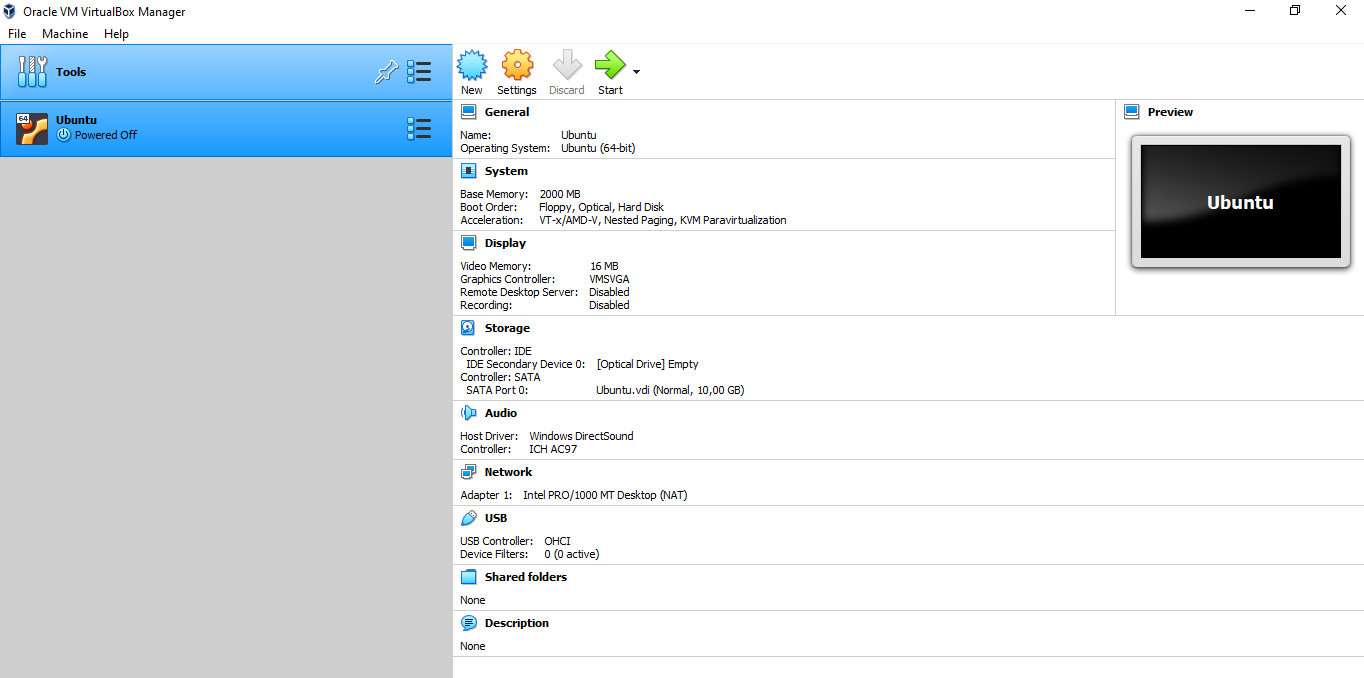 Oracle VM VirtualBox Manager
File Machine Help
Tools
64
Ubuntu
Powered Off
New Settings Discard Start
General
Name: Ubuntu
Operating System: Ubuntu (64-bit)
System
Base Memory: 2000 MB
Boot Order: Floppy, Optical, Hard Disk
Acceleration: VT-x/AMD-V, Nested Paging, KVM Paravirtualization
Display
Video Memory: 16 MB
Graphics Controller: VMSVGA
Remote Desktop Server: Disabled
Recording: Disabled
Preview
Ubuntu
Storage
Controller: IDE
IDE Secondary Device 0: [Optical Drive] Empty
Controller: SATA
SATA Port 0: Ubuntu.vdi (Normal, 10,00 GB)
Audio
Host Driver: Windows DirectSound
Controller: ICH AC97
Network
Adapter 1: Intel PRO/1000 MT Desktop (NAT)
USB
USB Controller: OHCI
Device Filters: 0 (0 active)
Shared folders
None
Description
None